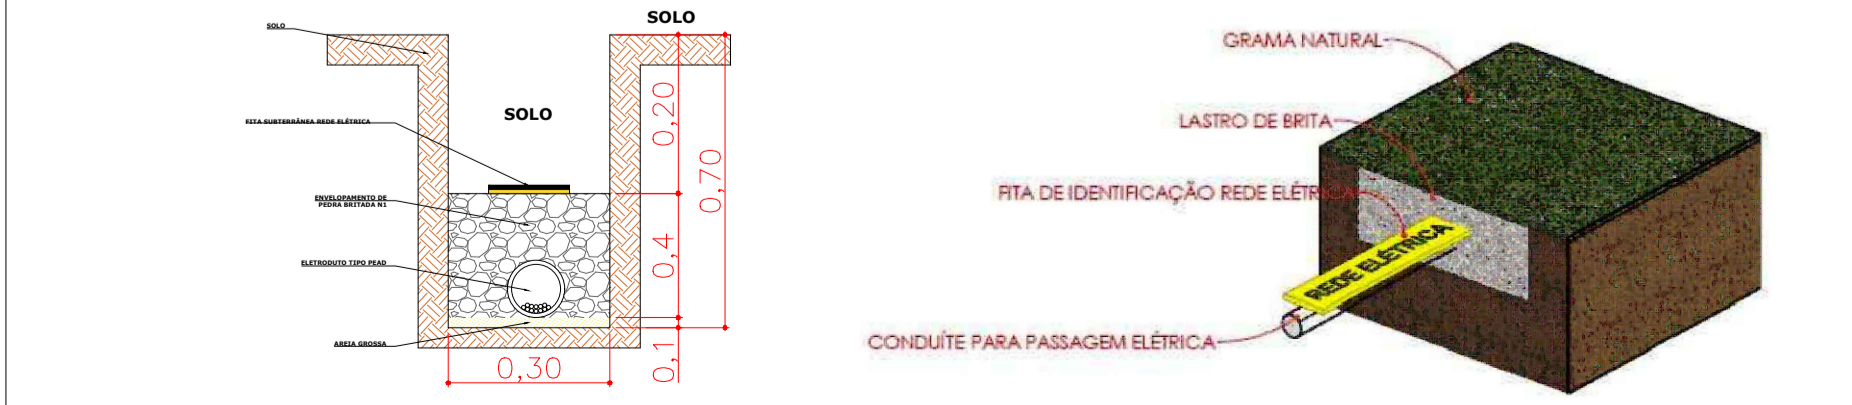 SOLO
SOLO
SOLO
FITA SUBTERRÂNEA REDE ELÉTRICA
ENVELOPAMENTO DE
PEDRA BRITADA N1
ELETRODUTO TIPO PEAD
AREIA GROSSA
0,20
0,70
0,4
0,1
0,30
GRAMA NATURAL
LASTRO DE BRITA
FITA DE IDENTIFICAÇÃO REDE ELÉTRICA
REDE ELÉTRICA
CONDUÍTE PARA PASSAGEM ELÉTRICA